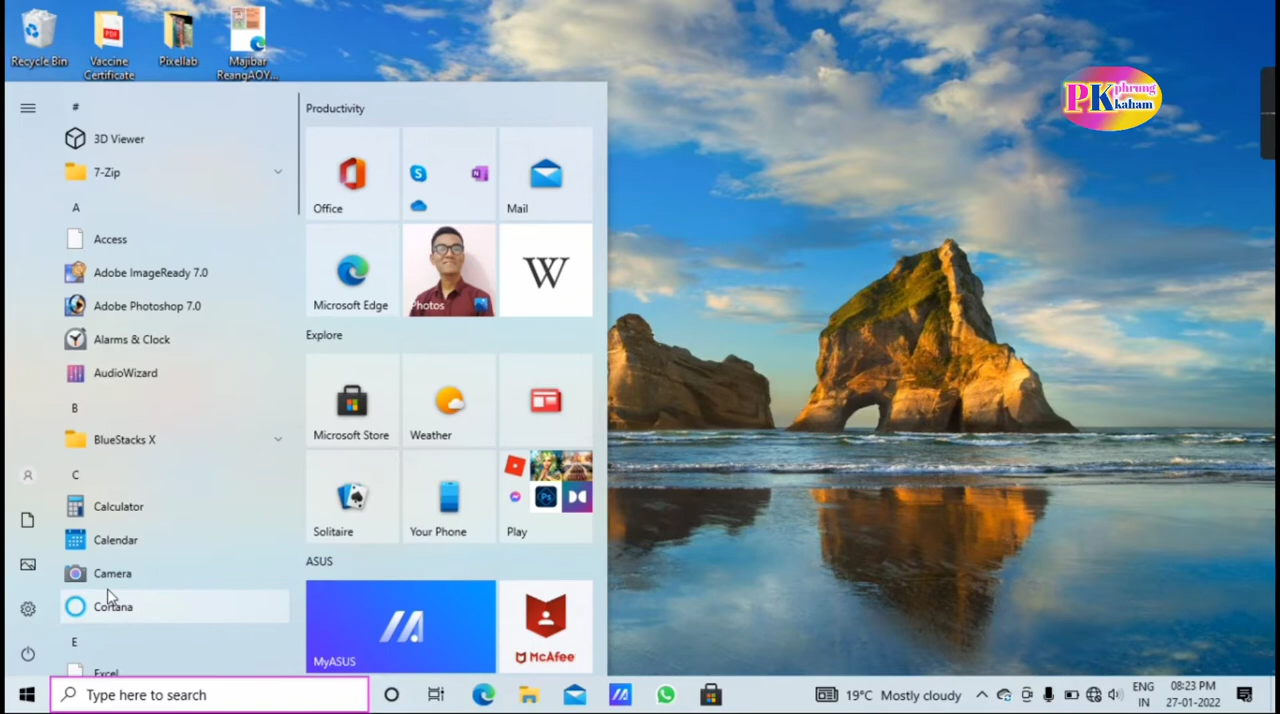 Recycle Bin
Vaccine
Certificate
Pixellab
Majibar
ReangAOY...
PK phrung
kaham
#
3D Viewer
7-Zip
A
Access
Adobe ImageReady 7.0
Adobe Photoshop 7.0
Alarms & Clock
AudioWizard
B
BlueStacks X
C
Calculator
Calendar
Camera
Cortana
E
Excel
Productivity
Office
Mail
Microsoft Edge
Photos
W
Explore
Microsoft Store
Weather
Solitaire
Your Phone
Play
ASUS
MyASUS
McAfee
Type here to search
19°C Mostly cloudy
ENG
IN
08:23 PM
27-01-2022